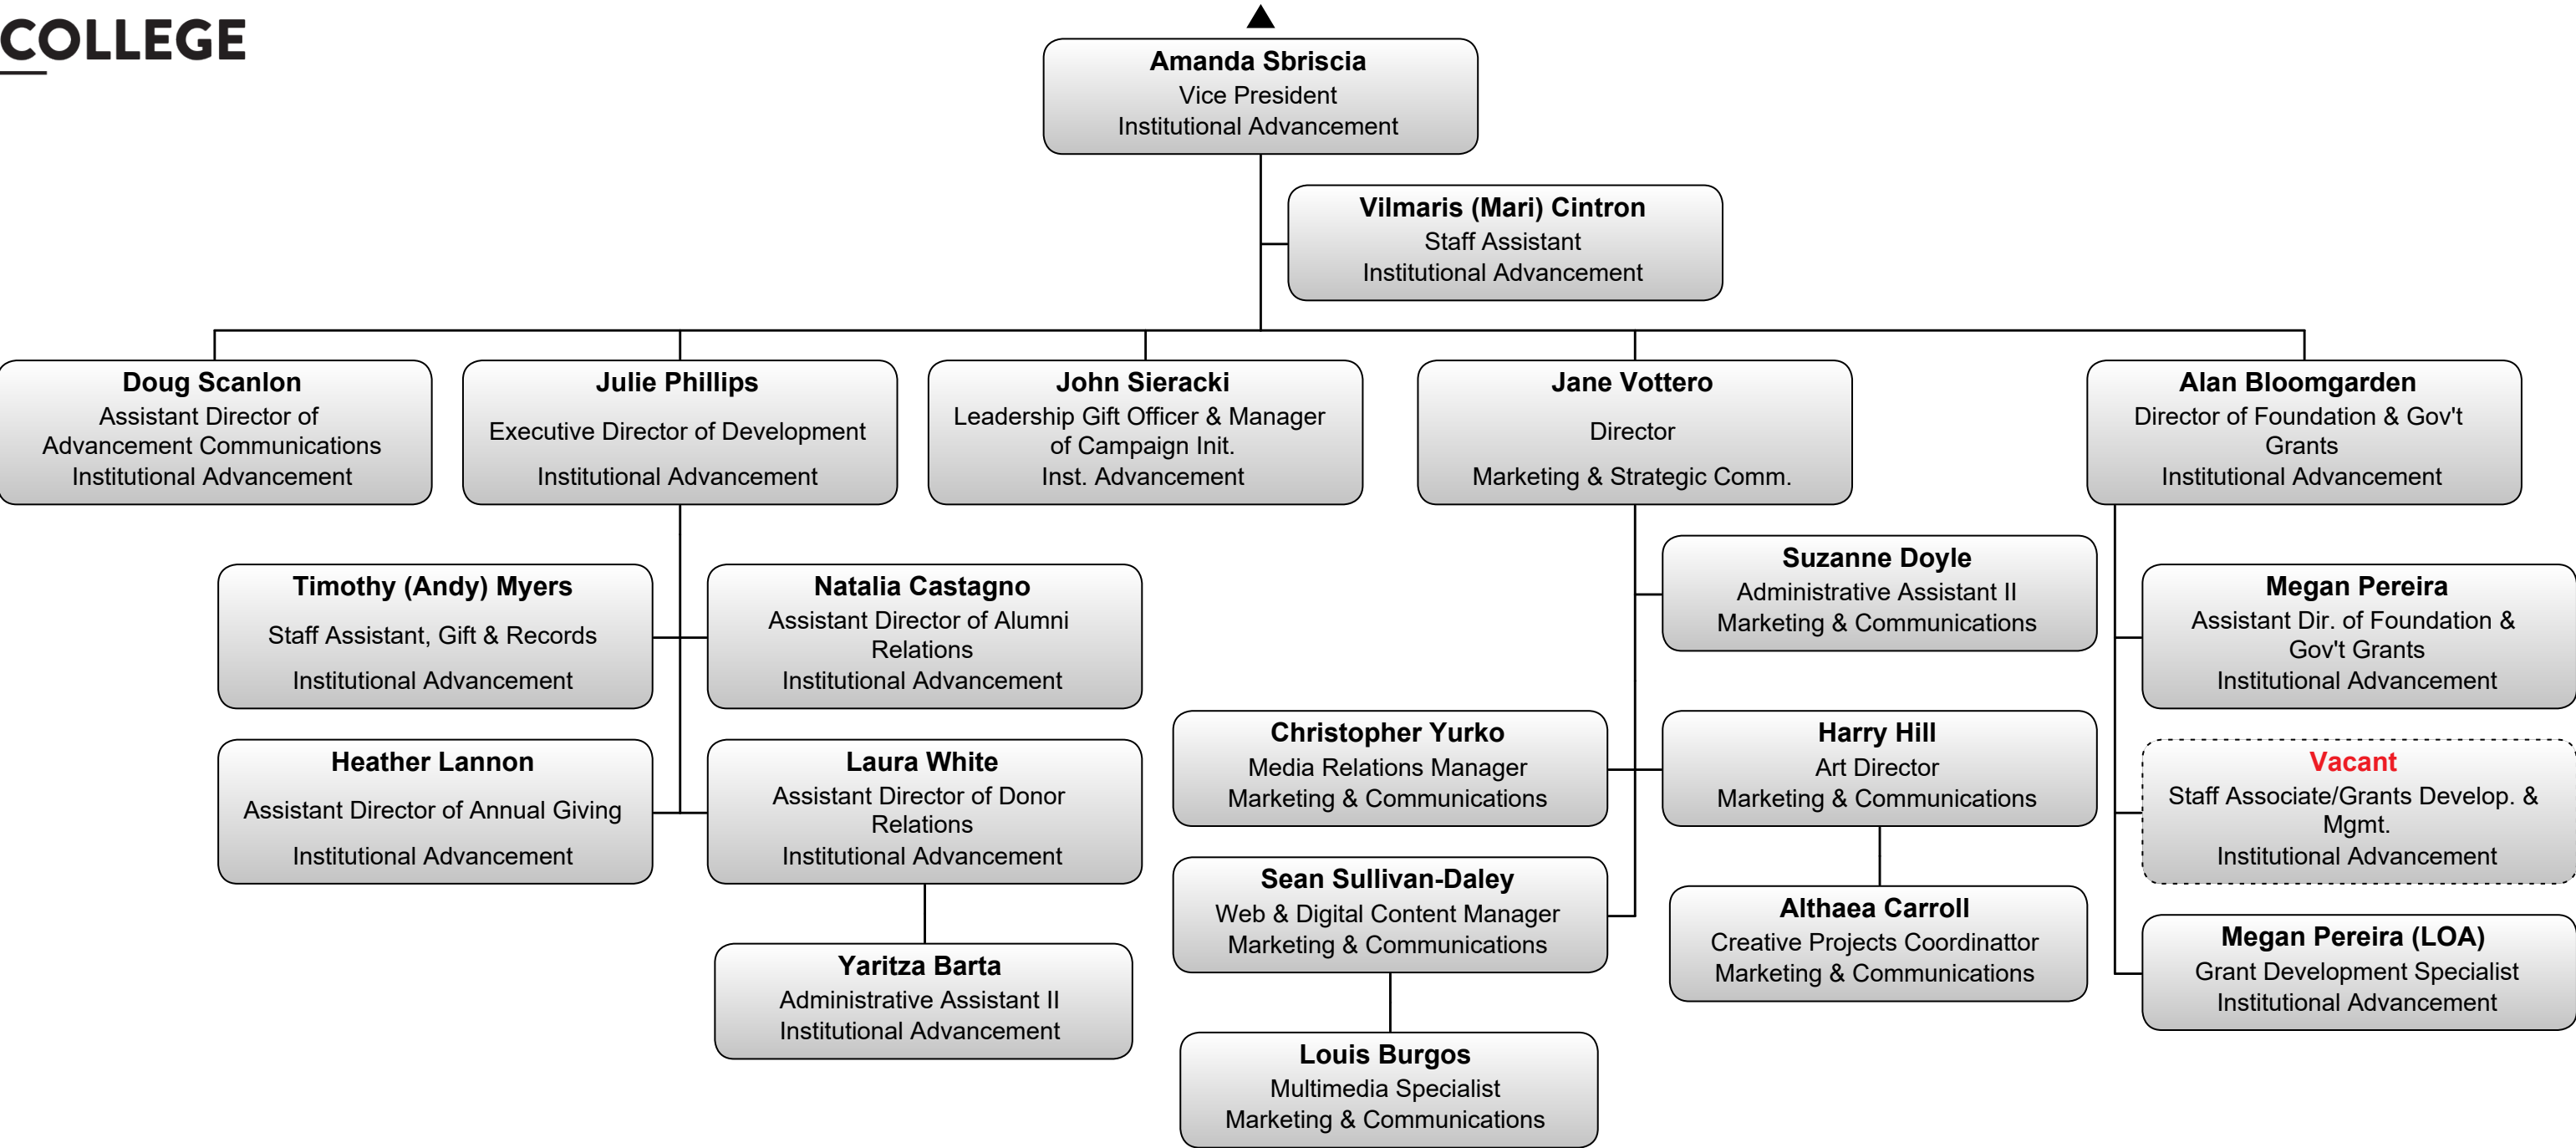 COLLEGE
Amanda Sbriscia
Vice President
Institutional Advancement
Vilmaris (Mari) Cintron
Staff Assistant
Institutional Advancement
Doug Scanlon
Assistant Director of
Advancement Communications
Institutional Advancement
Julie Phillips
Executive Director of Development
Institutional Advancement
John Sieracki
Leadership Gift Officer & Manager
of Campaign Init.
Inst. Advancement
Jane Vottero
Director
Marketing & Strategic Comm.
Alan Bloomgarden
Director of Foundation & Gov't
Grants
Institutional Advancement
Timothy (Andy) Myers
Staff Assistant, Gift & Records
Institutional Advancement
Natalia Castagno
Assistant Director of Alumni
Relations
Institutional Advancement
Heather Lannon
Assistant Director of Annual Giving
Institutional Advancement
Laura White
Assistant Director of Donor
Relations
Institutional Advancement
Yaritza Barta
Administrative Assistant II
Institutional Advancement
Suzanne Doyle
Administrative Assistant II
Marketing & Communications
Christopher Yurko
Media Relations Manager
Marketing & Communications
Harry Hill
Art Director
Marketing & Communications
Sean Sullivan-Daley
Web & Digital Content Manager
Marketing & Communications
Althaea Carroll
Creative Projects Coordinattor
Marketing & Communications
Louis Burgos
Multimedia Specialist
Marketing & Communications
Megan Pereira
Assistant Dir. of Foundation &
Gov't Grants
Institutional Advancement
Vacant
Staff Associate/Grants Develop. &
Mgmt.
Institutional Advancement
Megan Pereira (LOA)
Grant Development Specialist
Institutional Advancement